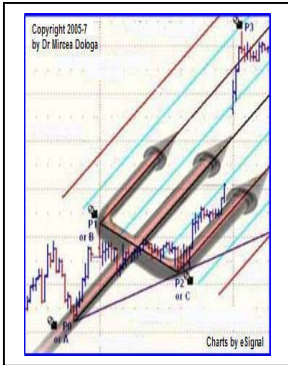 Copyright 2005-7
by Dr Mircea Dologa
P3
P1
or B
P0
or A
P2
or C
Charts by eSignal